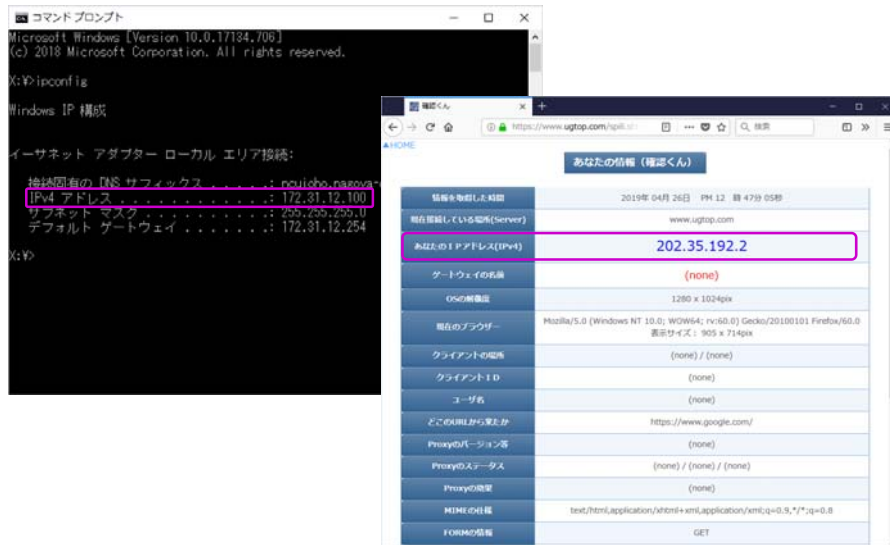 コマンド プロンプト
Microsoft Windows [Version 10.0.17134.706]
(c) 2018 Microsoft Corporation. All rights reserved.
X:¥>ipconfig
Windows IP 構成
イーサネット アダプター ローカル エリア接続:
接続固有の DNS サフィックス . . . . .:
IPv4 アドレス . . . . . . . . . . . .: 172.31.12.100
サブネット マスク . . . . . . . . . .: 255.255.255.0
デフォルト ゲートウェイ . . . . . . .: 172.31.12.254
X:¥>
確認くん
https://www.ugtop.com/spill.s
検索
▲HOME
あなたの情報（確認くん）
情報を取得した時間 2019年 04月 26日 PM 12 時 47分 05秒
現在接続している場所(Server) www.ugtop.com
あなたのＩＰアドレス(IPv4) 202.35.192.2
ゲートウェイの名前 (none)
OSの解像度 1280 x 1024pix
現在のブラウザー Mozilla/5.0 (Windows NT 10.0; WOW64; rv:60.0) Gecko/20100101 Firefox/60.0
表示サイズ： 905 x 714pix
クライアントの場所 (none) / (none)
クライアントＩＤ (none)
ユーザ名 (none)
どこのURLから来たか https://www.google.com/
Proxyのバージョン等 (none)
Proxyのステータス (none) / (none) / (none)
Proxyの効果 (none)
MIMEの仕様 text/html,application/xhtml+xml,application/xml;q=0.9,*/*;q=0.8
FORMの情報 GET